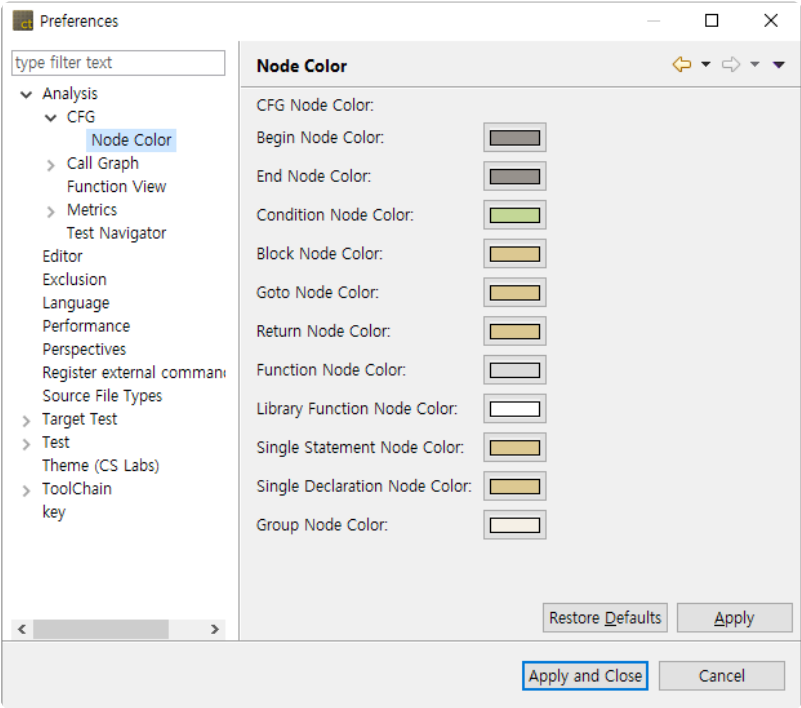 ct Preferences
type filter text
Analysis
CFG
Node Color
Call Graph
Function View
Metrics
Test Navigator
Editor
Exclusion
Language
Performance
Perspectives
Register external comman
Source File Types
Target Test
Test
Theme (CS Labs)
ToolChain
key
Node Color
CFG Node Color:
Begin Node Color:
End Node Color:
Condition Node Color:
Block Node Color:
Goto Node Color:
Return Node Color:
Function Node Color:
Library Function Node Color:
Single Statement Node Color:
Single Declaration Node Color:
Group Node Color:
Restore Defaults Apply
Apply and Close Cancel